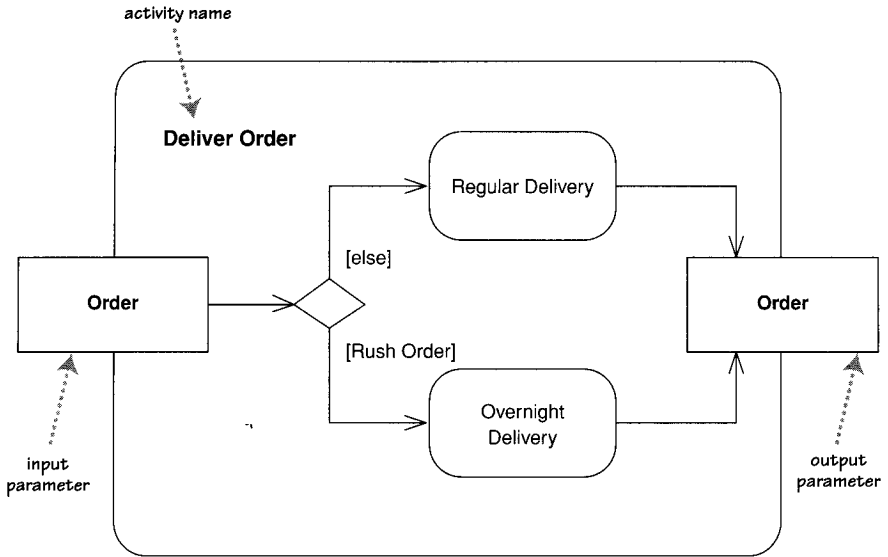 activity name
Deliver Order
Regular Delivery
[else]
Order
Order
[Rush Order]
Overnight
Delivery
input
parameter
output
parameter